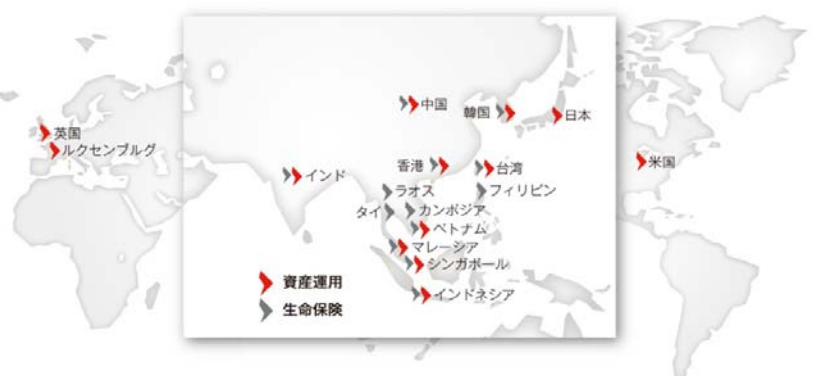 中国
韓国
日本
英国
ルクセンブルグ
米国
香港
台湾
インド
ラオス
フィリピン
タイ
カンボジア
ベトナム
マレーシア
シンガポール
資産運用
インドネシア
生命保険